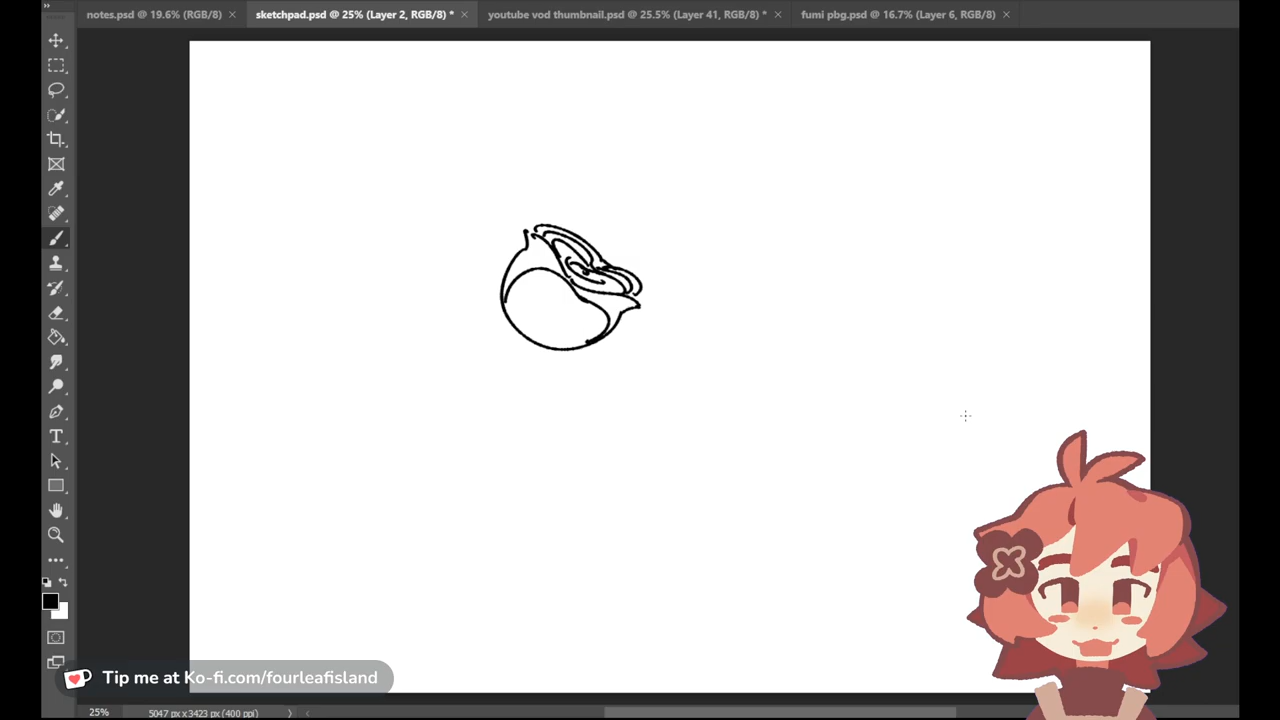 notes.psd @ 19.6% (RGB/8)
sketchpad.psd @ 25% (Layer 2, RGB/8) *
youtube vod thumbnail.psd @ 25.5% (Layer 41, RGB/8) *
fumi pbg.psd @ 16.7% (Layer 6, RGB/8)
Tip me at Ko-fi.com/fourleafisland
25%
5047 px x 3423 px (400 ppi)